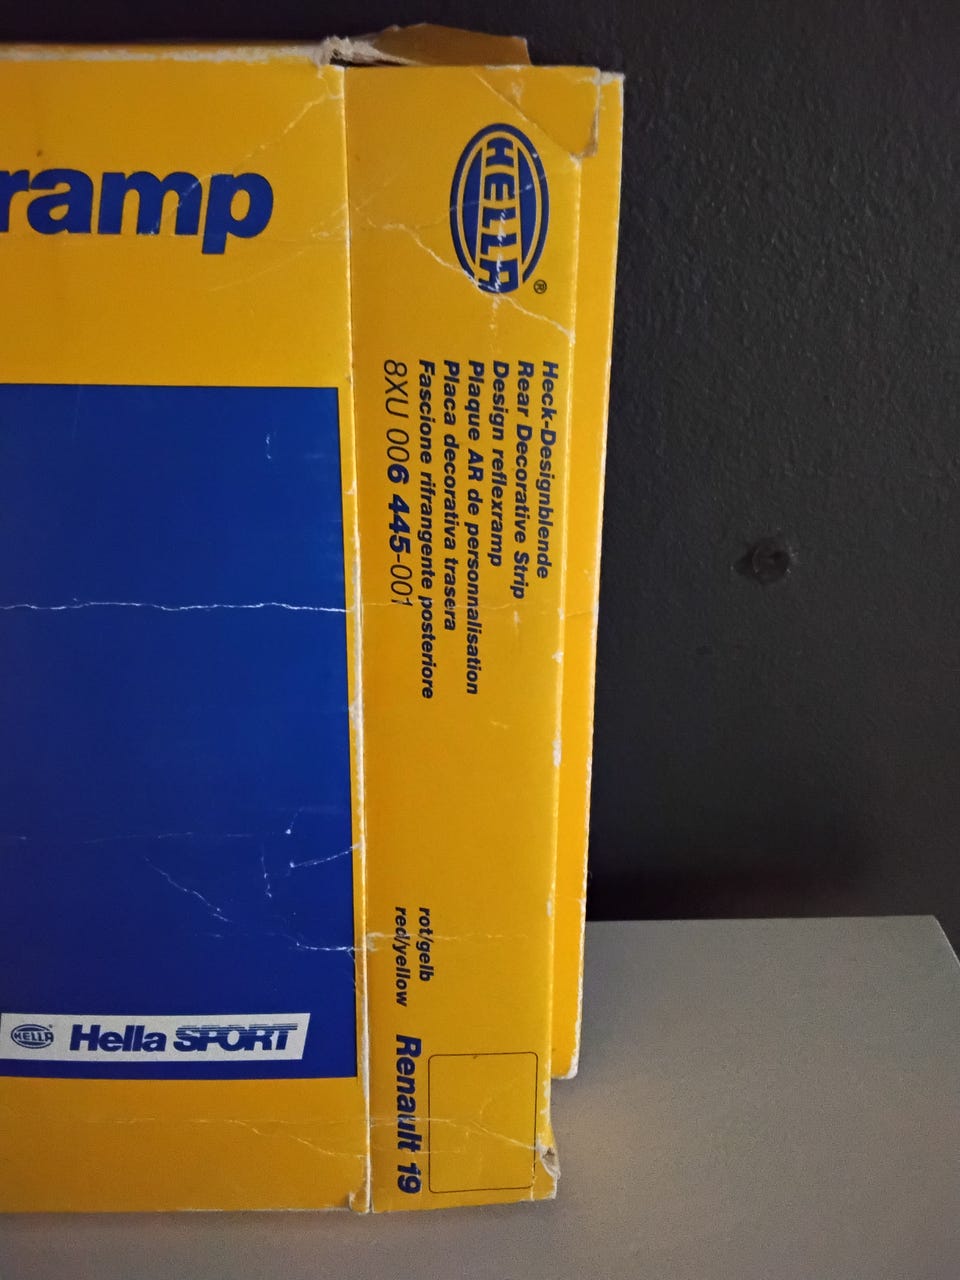 ramp
HELLA
Hella SPORT
HELLA®
Heck-Designblende
Rear Decorative Strip
Design reflexramp
Plaque AR de personnalisation
Placa decorativa trasera
Fascione rifrangente posteriore
8XU 006 445-001
rot/gelb
red/yellow
Renault 19